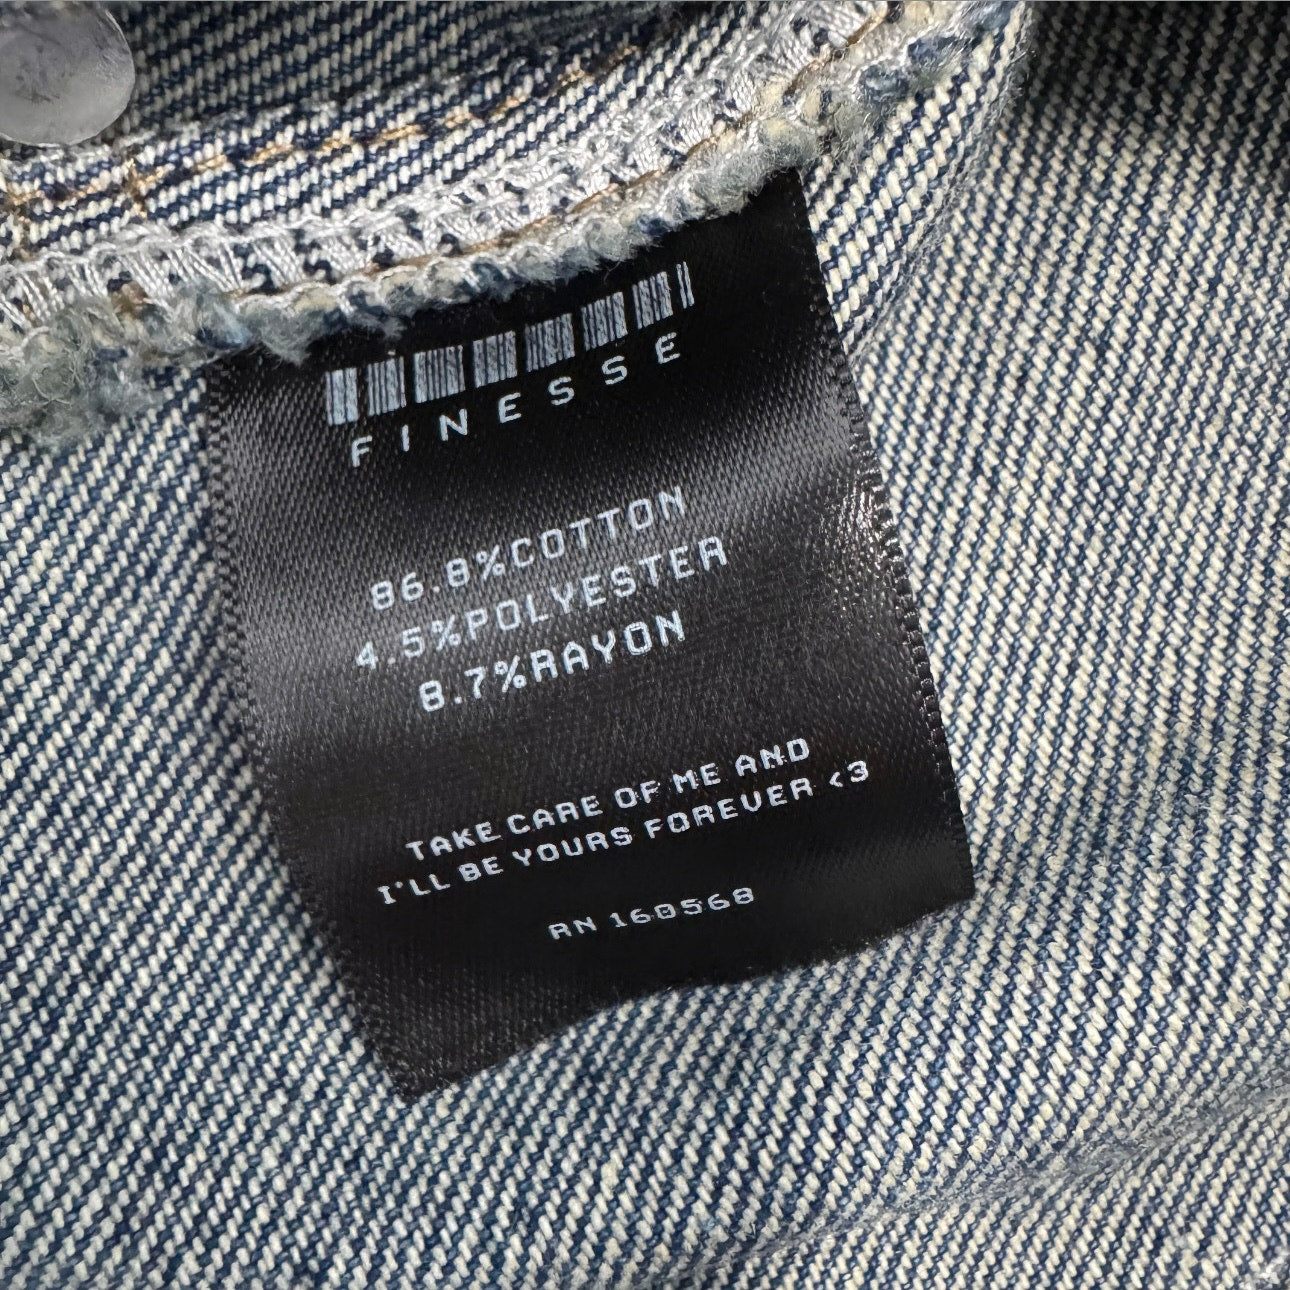 FINESSE
86.8%COTTON
4.5%POLYESTER
8.7%RAYON
TAKE CARE OF ME AND
I'LL BE YOURS FOREVER <3
RN 160568